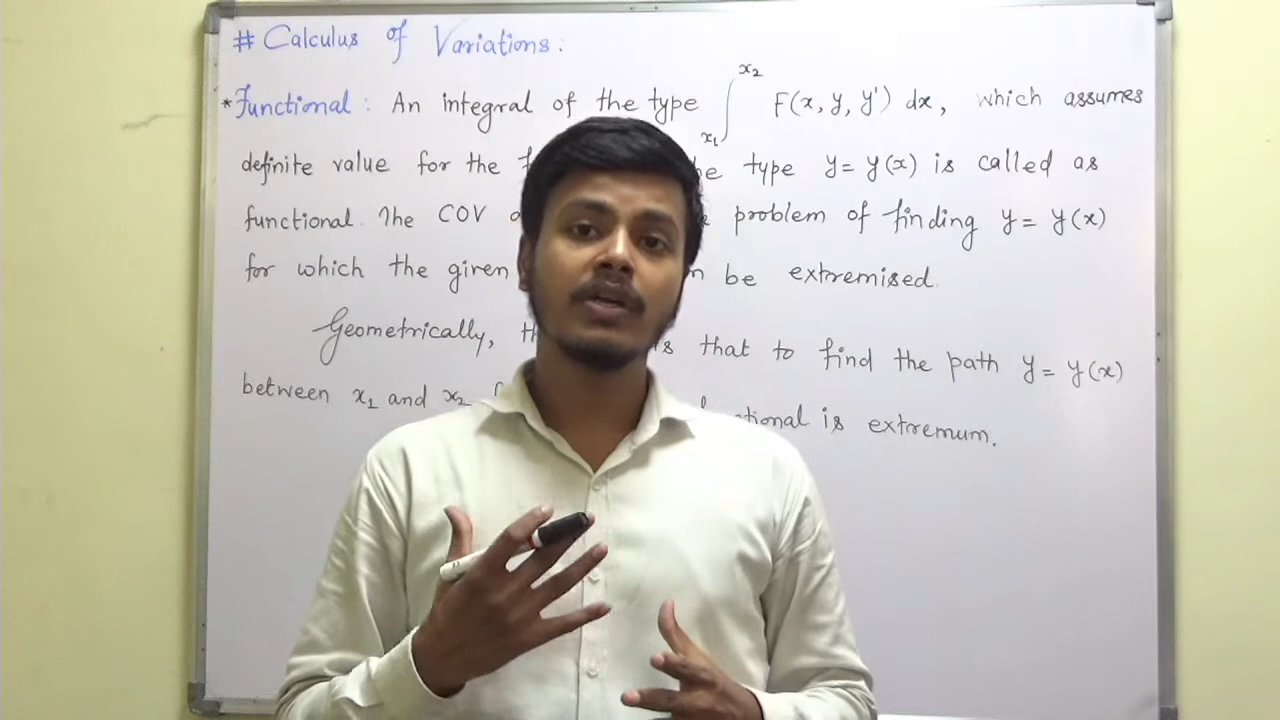 # Calculus of Variations:
* Functional: An integral of the type ∫ x₁ x₂ F(x, y, y') dx, which assumes
definite value for the type y = y(x) is called as
functional. The COV problem of finding y = y(x)
for which the given be extremised.
Geometrically, that to find the path y = y(x)
between x₁ and x₂ is extremum.